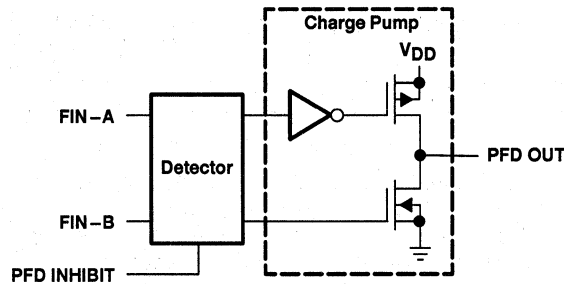 Charge Pump
VDD
FIN–A
Detector
PFD OUT
FIN–B
PFD INHIBIT